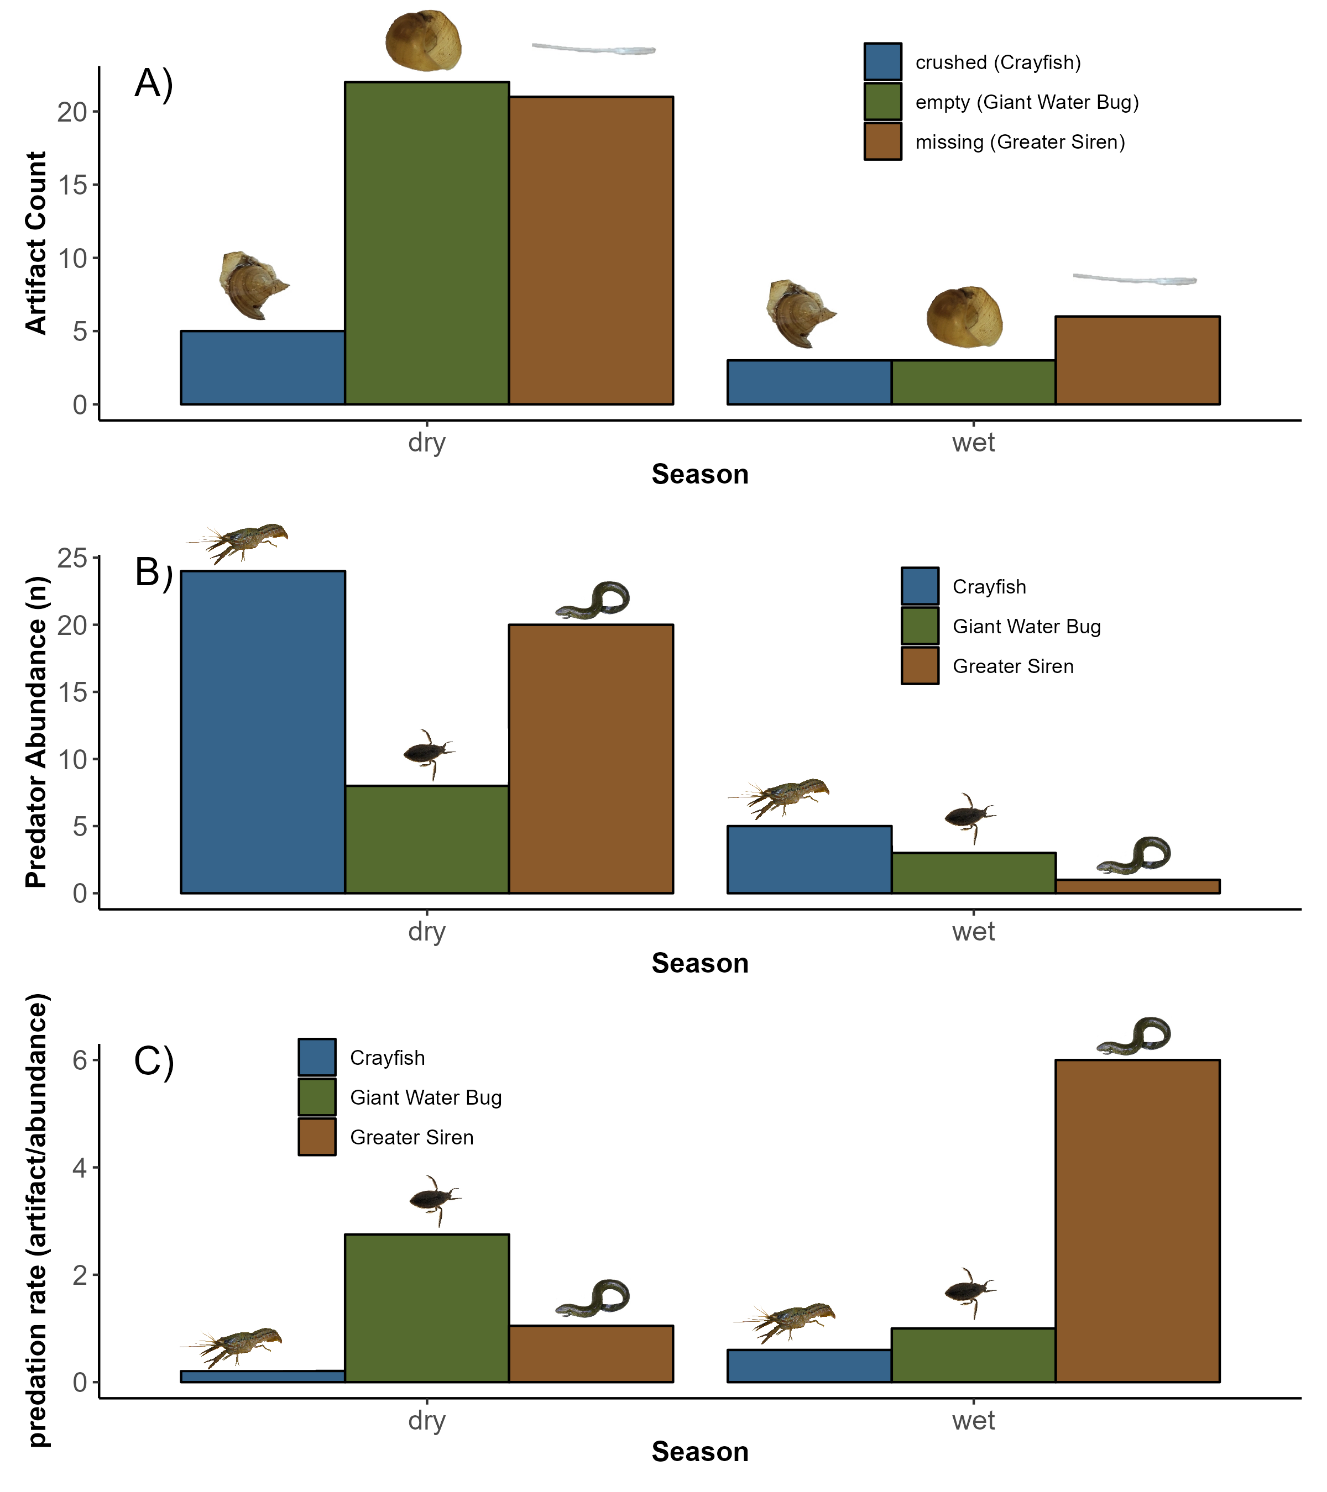 A)
crushed (Crayfish)
empty (Giant Water Bug)
missing (Greater Siren)
Artifact Count
20
15
10
5
0
dry
wet
Season
B)
Crayfish
Giant Water Bug
Greater Siren
Predator Abundance (n)
25
20
15
10
5
0
dry
wet
Season
C)
Crayfish
Giant Water Bug
Greater Siren
predation rate (artifact/abundance)
6
4
2
0
dry
wet
Season